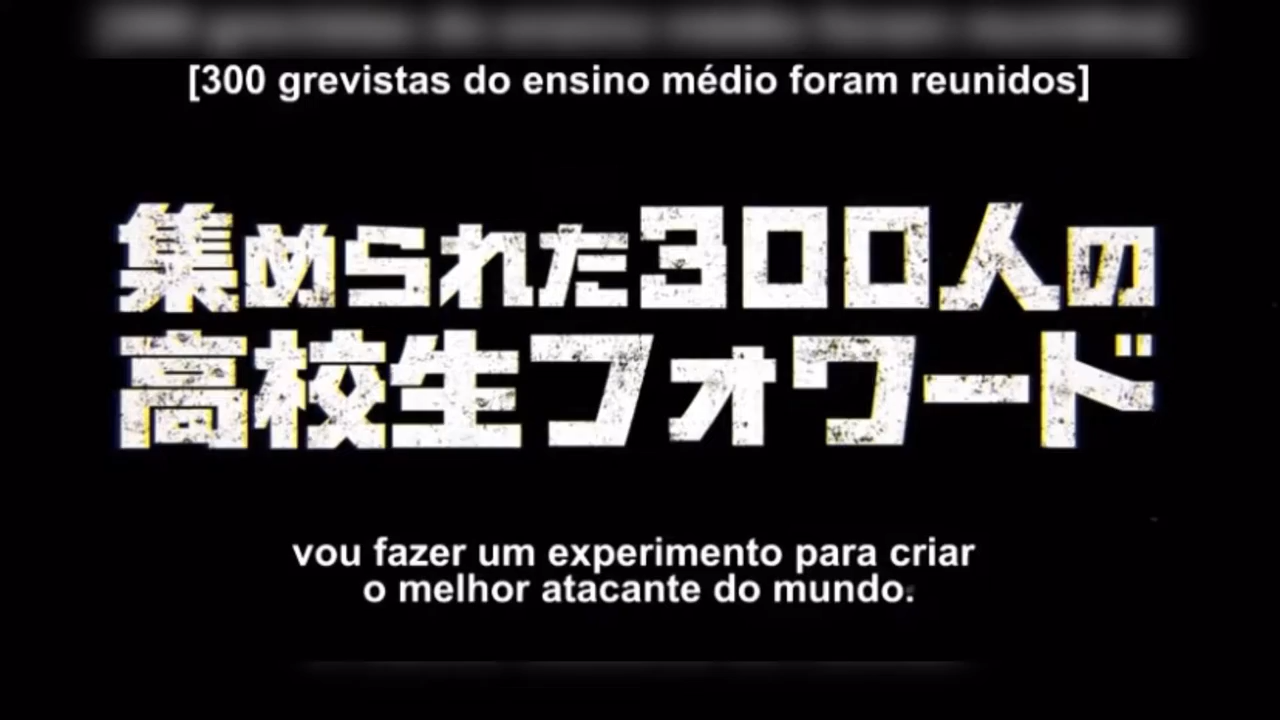 [300 grevistas do ensino médio foram reunidos]
集められた300人の
高校生フォワード
vou fazer um experimento para criar
o melhor atacante do mundo.